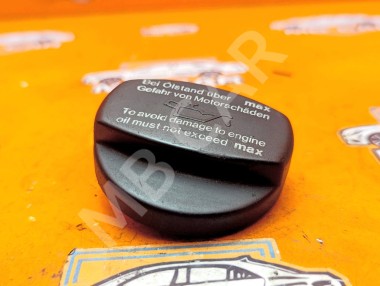 Bei Ölstand über max
Gefahr von Motorschäden
To avoid damage to engine
oil must not exceed max